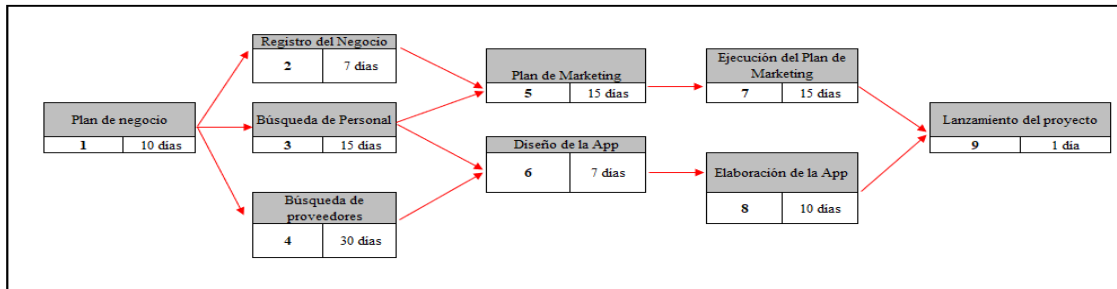 Plan de negocio
1 10 días
Registro del Negocio
2 7 días
Búsqueda de Personal
3 15 días
Búsqueda de
proveedores
4 30 días
Plan de Marketing
5 15 días
Diseño de la App
6 7 días
Ejecución del Plan de
Marketing
7 15 días
Elaboración de la App
8 10 días
Lanzamiento del proyecto
9 1 día